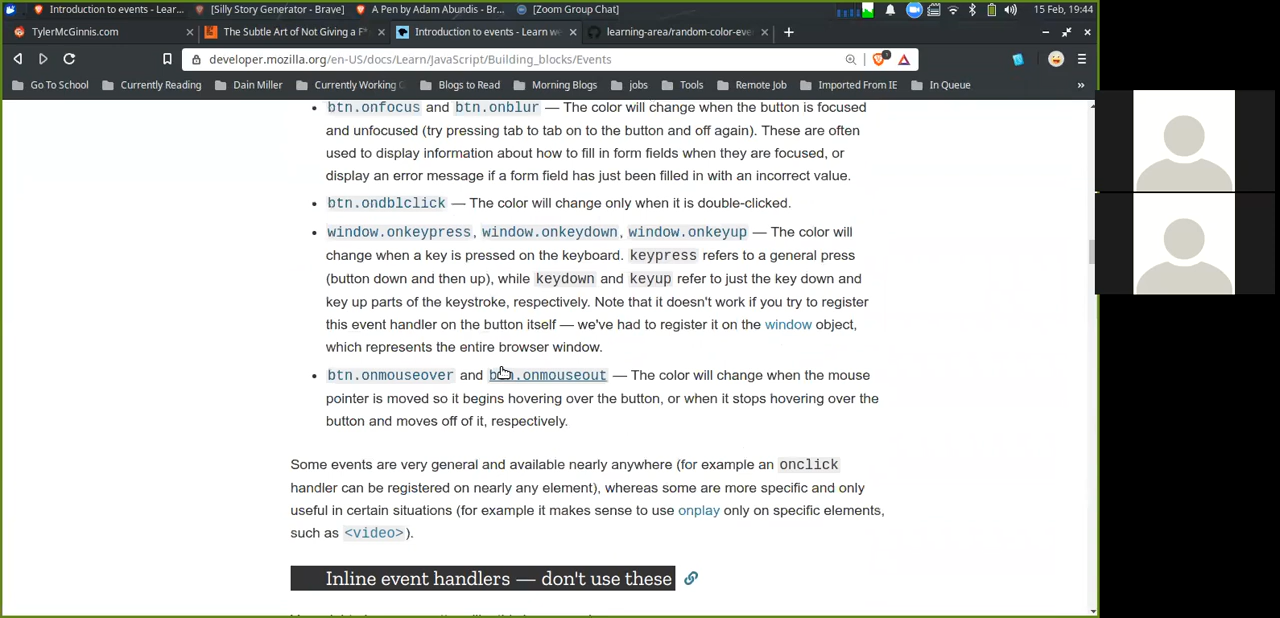 Introduction to events - Lear...
[Silly Story Generator - Brave]
A Pen by Adam Abundis - Br...
[Zoom Group Chat]
15 Feb, 19:44
TylerMcGinnis.com
The Subtle Art of Not Giving a F*
Introduction to events - Learn we
learning-area/random-color-eve
developer.mozilla.org/en-US/docs/Learn/JavaScript/Building_blocks/Events
1
Go To School
Currently Reading
Dain Miller
Currently Working
Blogs to Read
Morning Blogs
jobs
Tools
Remote Job
Imported From IE
In Queue
»
• btn.onfocus and btn.onblur — The color will change when the button is focused
and unfocused (try pressing tab to tab on to the button and off again). These are often
used to display information about how to fill in form fields when they are focused, or
display an error message if a form field has just been filled in with an incorrect value.
• btn.ondblclick — The color will change only when it is double-clicked.
• window.onkeypress, window.onkeydown, window.onkeyup — The color will
change when a key is pressed on the keyboard. keypress refers to a general press
(button down and then up), while keydown and keyup refer to just the key down and
key up parts of the keystroke, respectively. Note that it doesn't work if you try to register
this event handler on the button itself — we've had to register it on the window object,
which represents the entire browser window.
• btn.onmouseover and btn.onmouseout — The color will change when the mouse
pointer is moved so it begins hovering over the button, or when it stops hovering over the
button and moves off of it, respectively.
Some events are very general and available nearly anywhere (for example an onclick
handler can be registered on nearly any element), whereas some are more specific and only
useful in certain situations (for example it makes sense to use onplay only on specific elements,
such as <video>).
Inline event handlers — don't use these